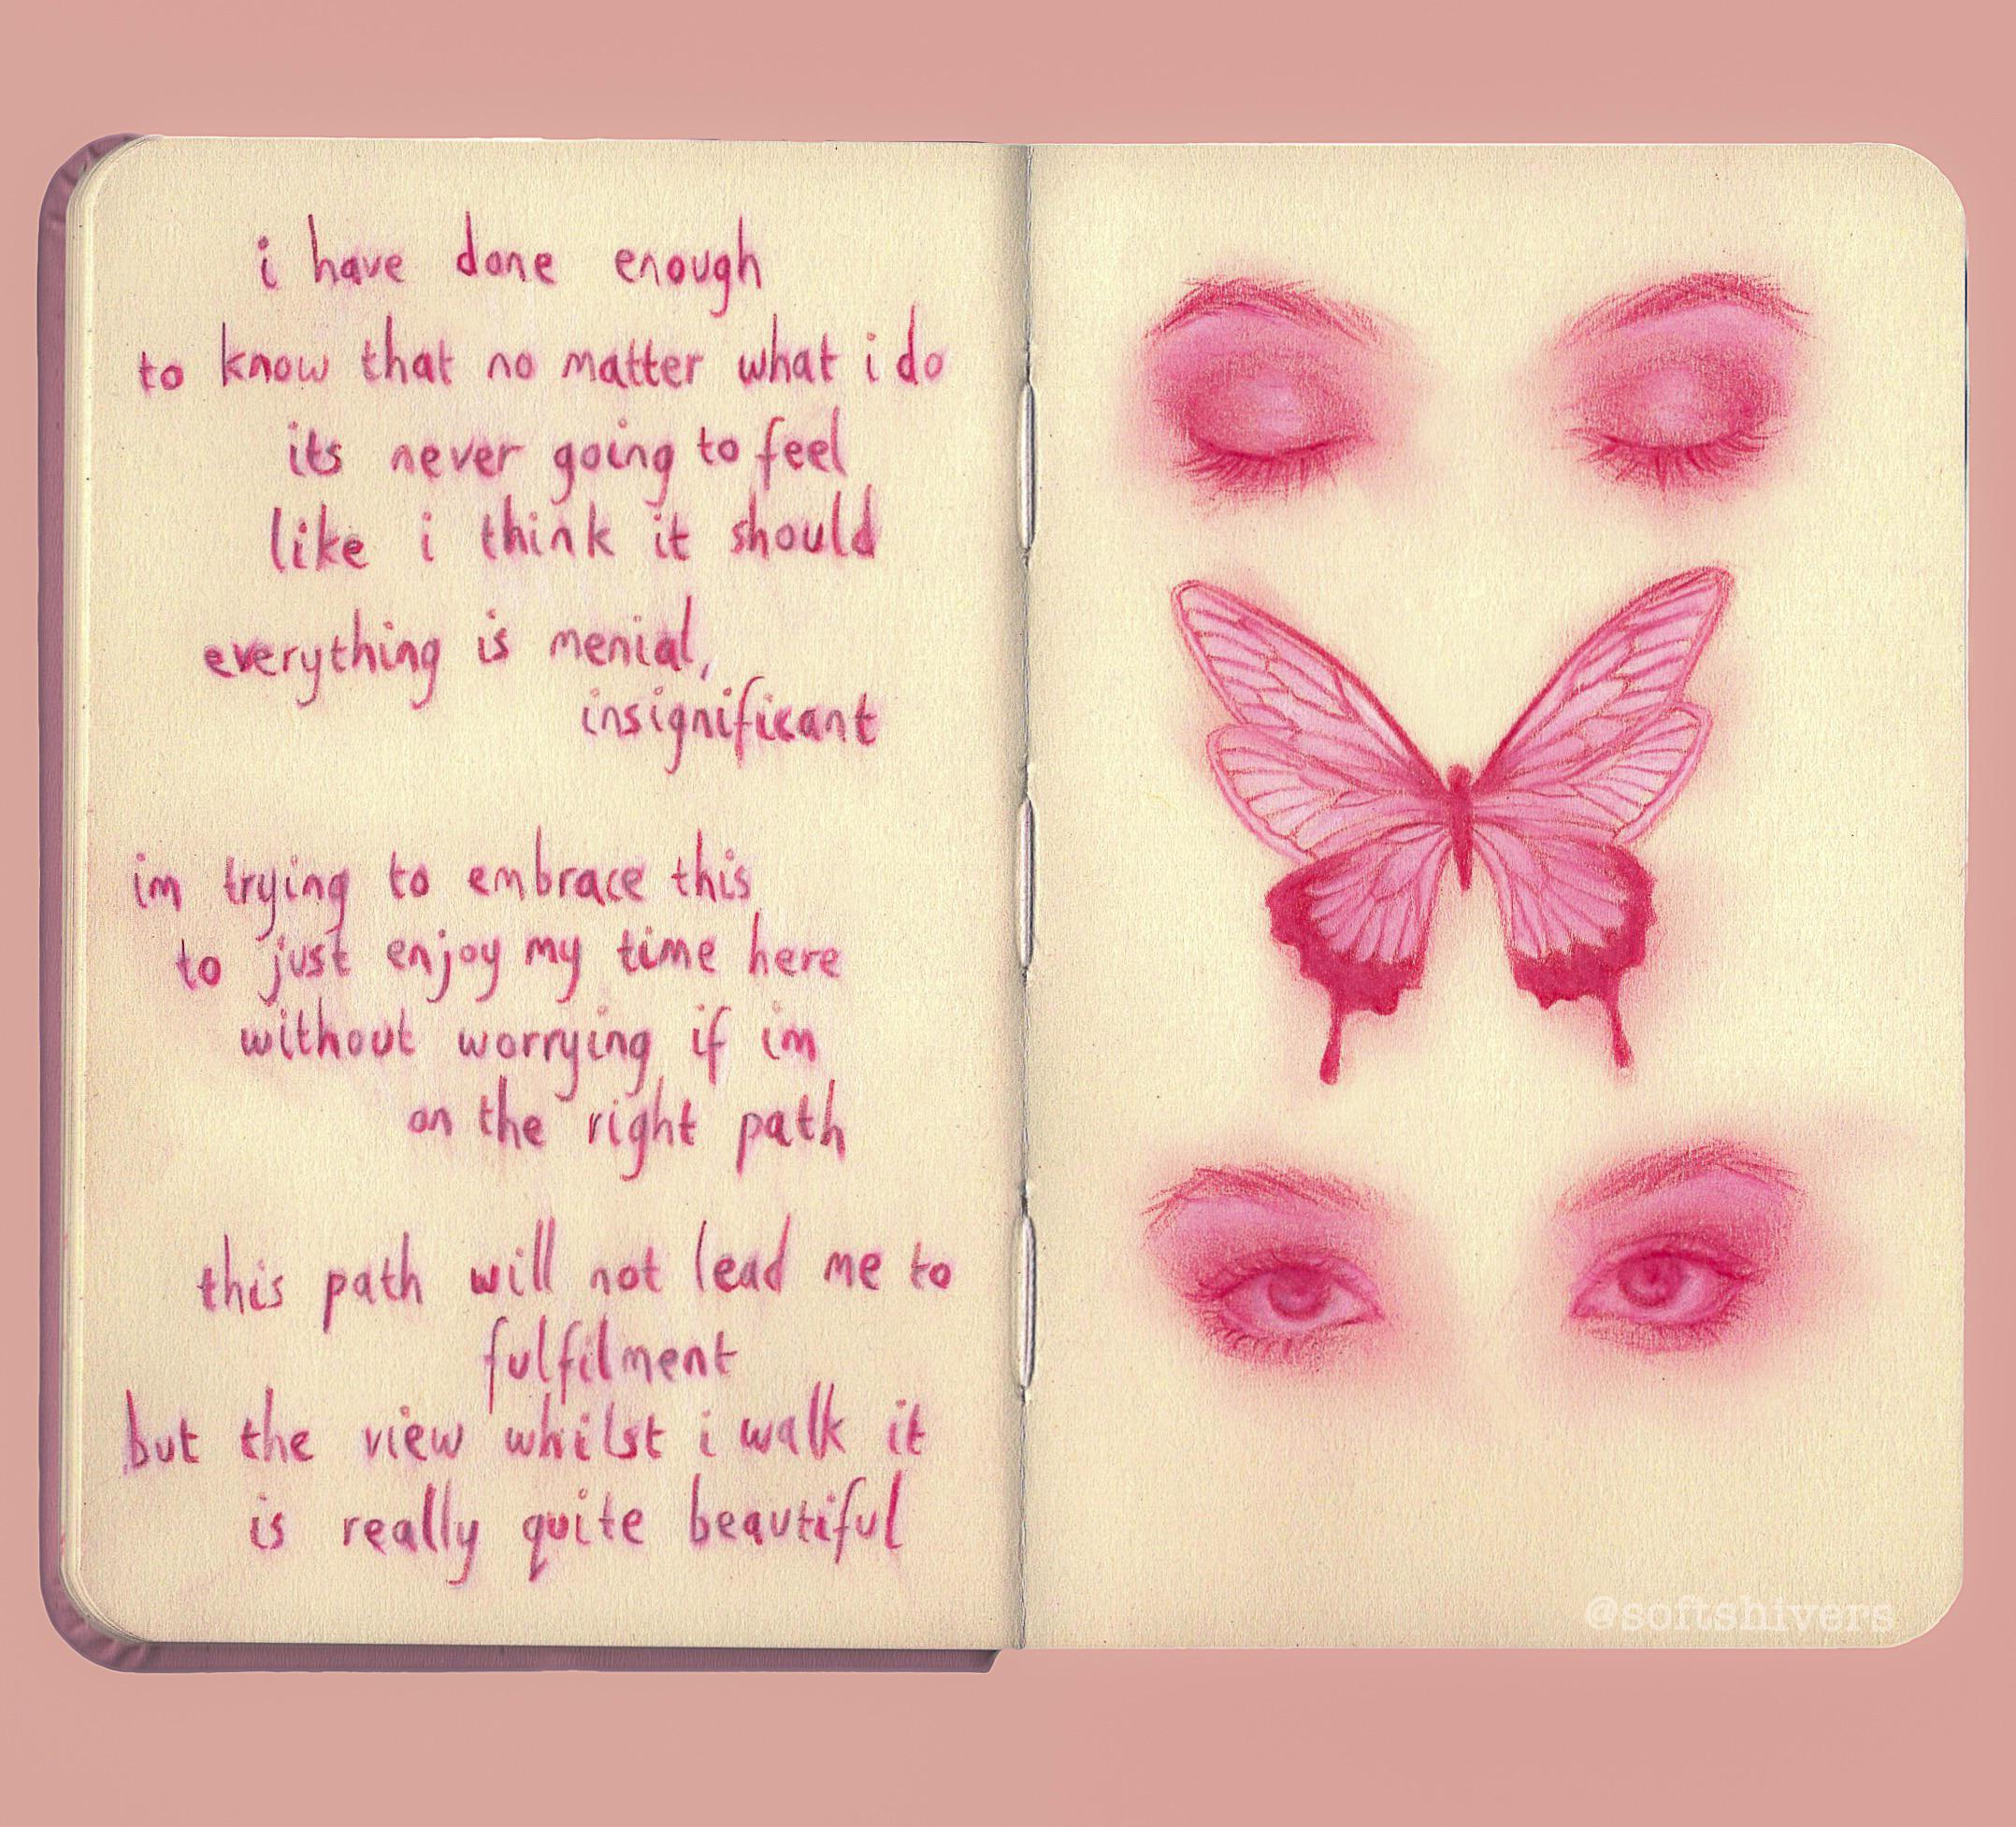 i have done enough
to know that no matter what i do
its never going to feel
like i think it should
everything is menial,
insignificant
im trying to embrace this
to just enjoy my time here
without worrying if im
on the right path
this path will not lead me to
fulfilment
but the view whilst i walk it
is really quite beautiful
@softshivers